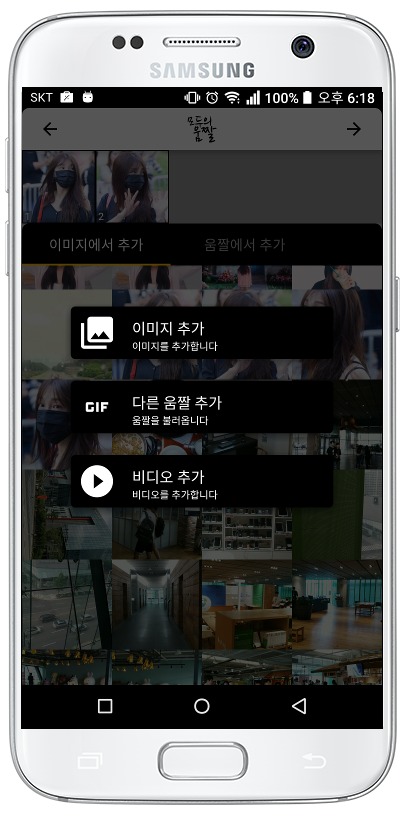 SAMSUNG
SKT 100% 오후 6:18
모두의
움짤
1 2
이미지에서 추가 움짤에서 추가
이미지 추가
이미지를 추가합니다
GIF
다른 움짤 추가
움짤을 불러옵니다
비디오 추가
비디오를 추가합니다